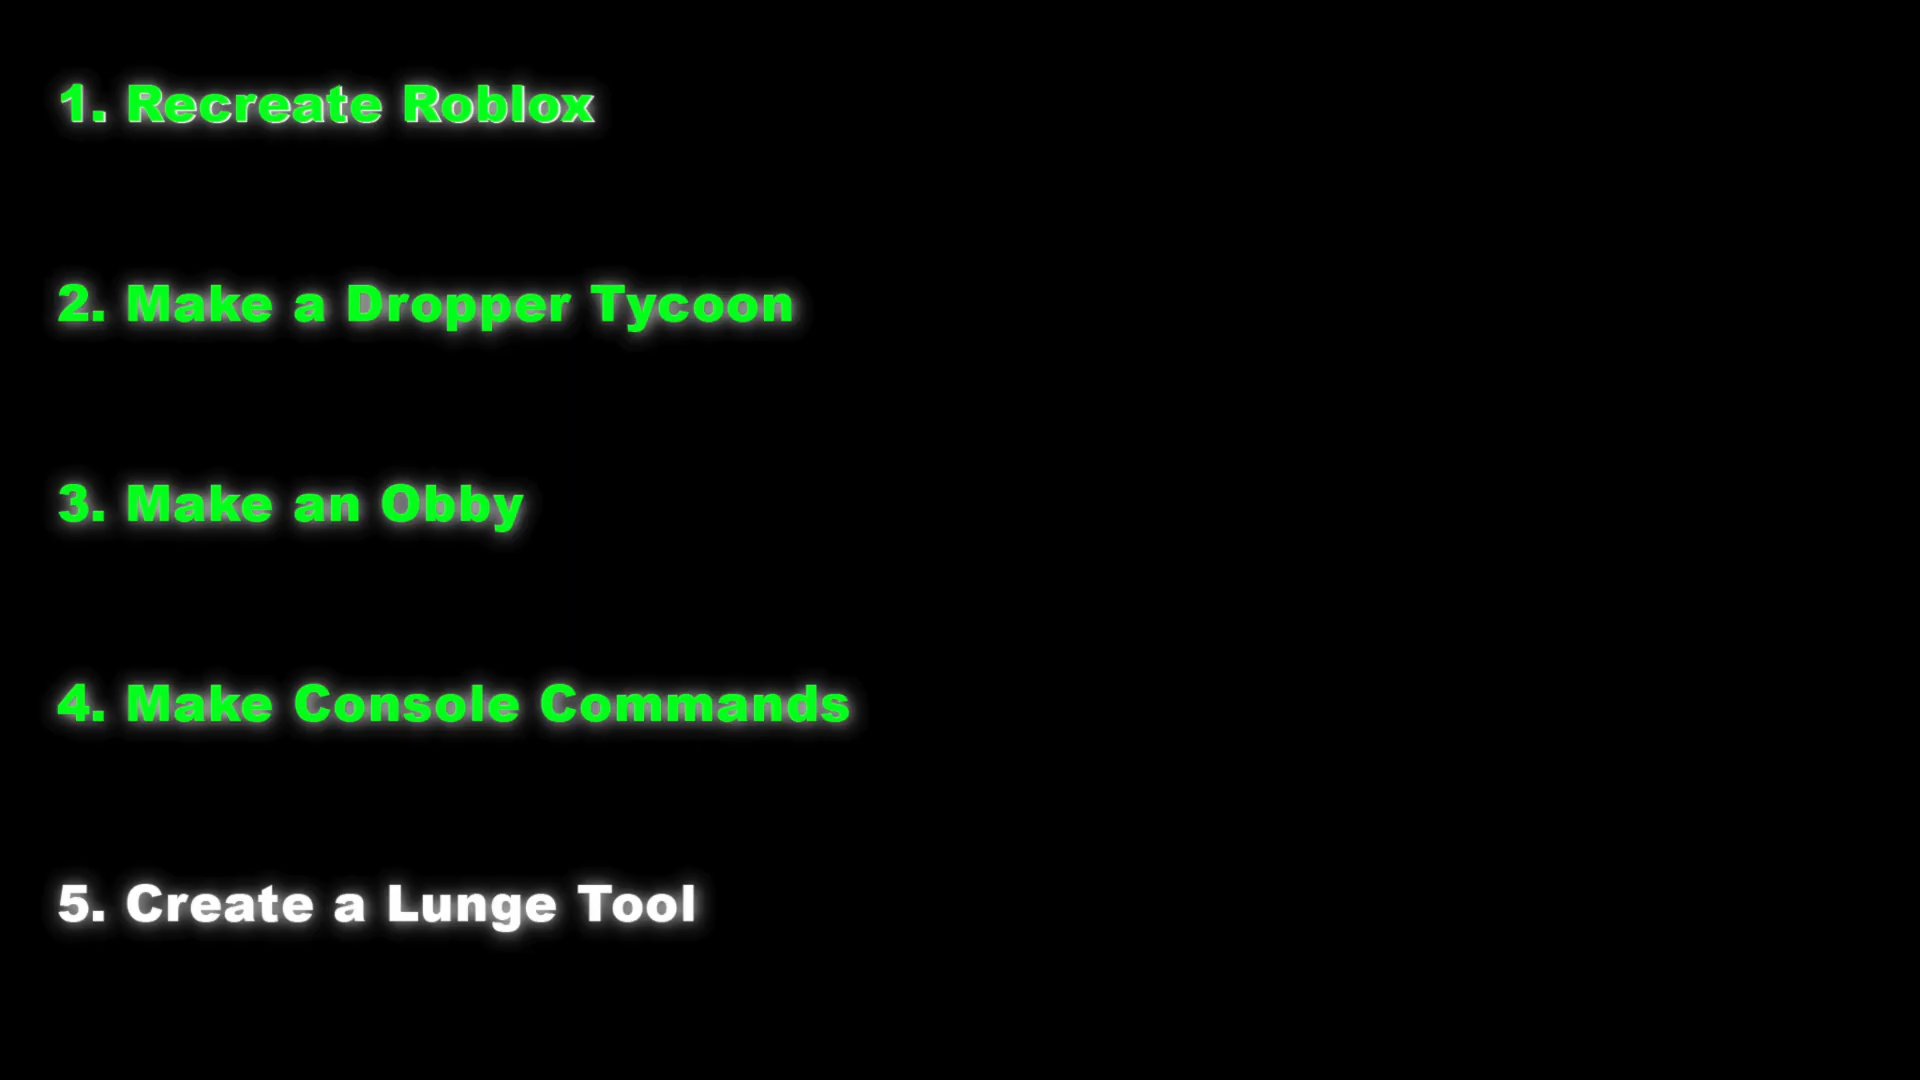 1. Recreate Roblox
2. Make a Dropper Tycoon
3. Make an Obby
4. Make Console Commands
5. Create a Lunge Tool